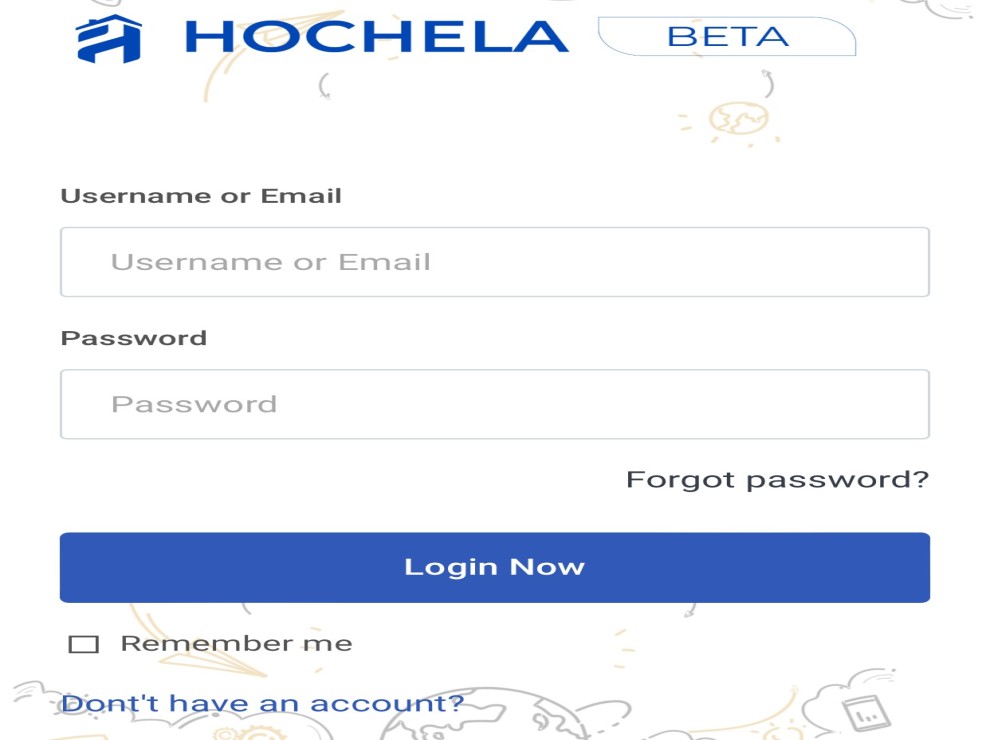 HOCHELA BETA
Username or Email
Username or Email
Password
Password
Forgot password?
Login Now
Remember me
Dont't have an account?